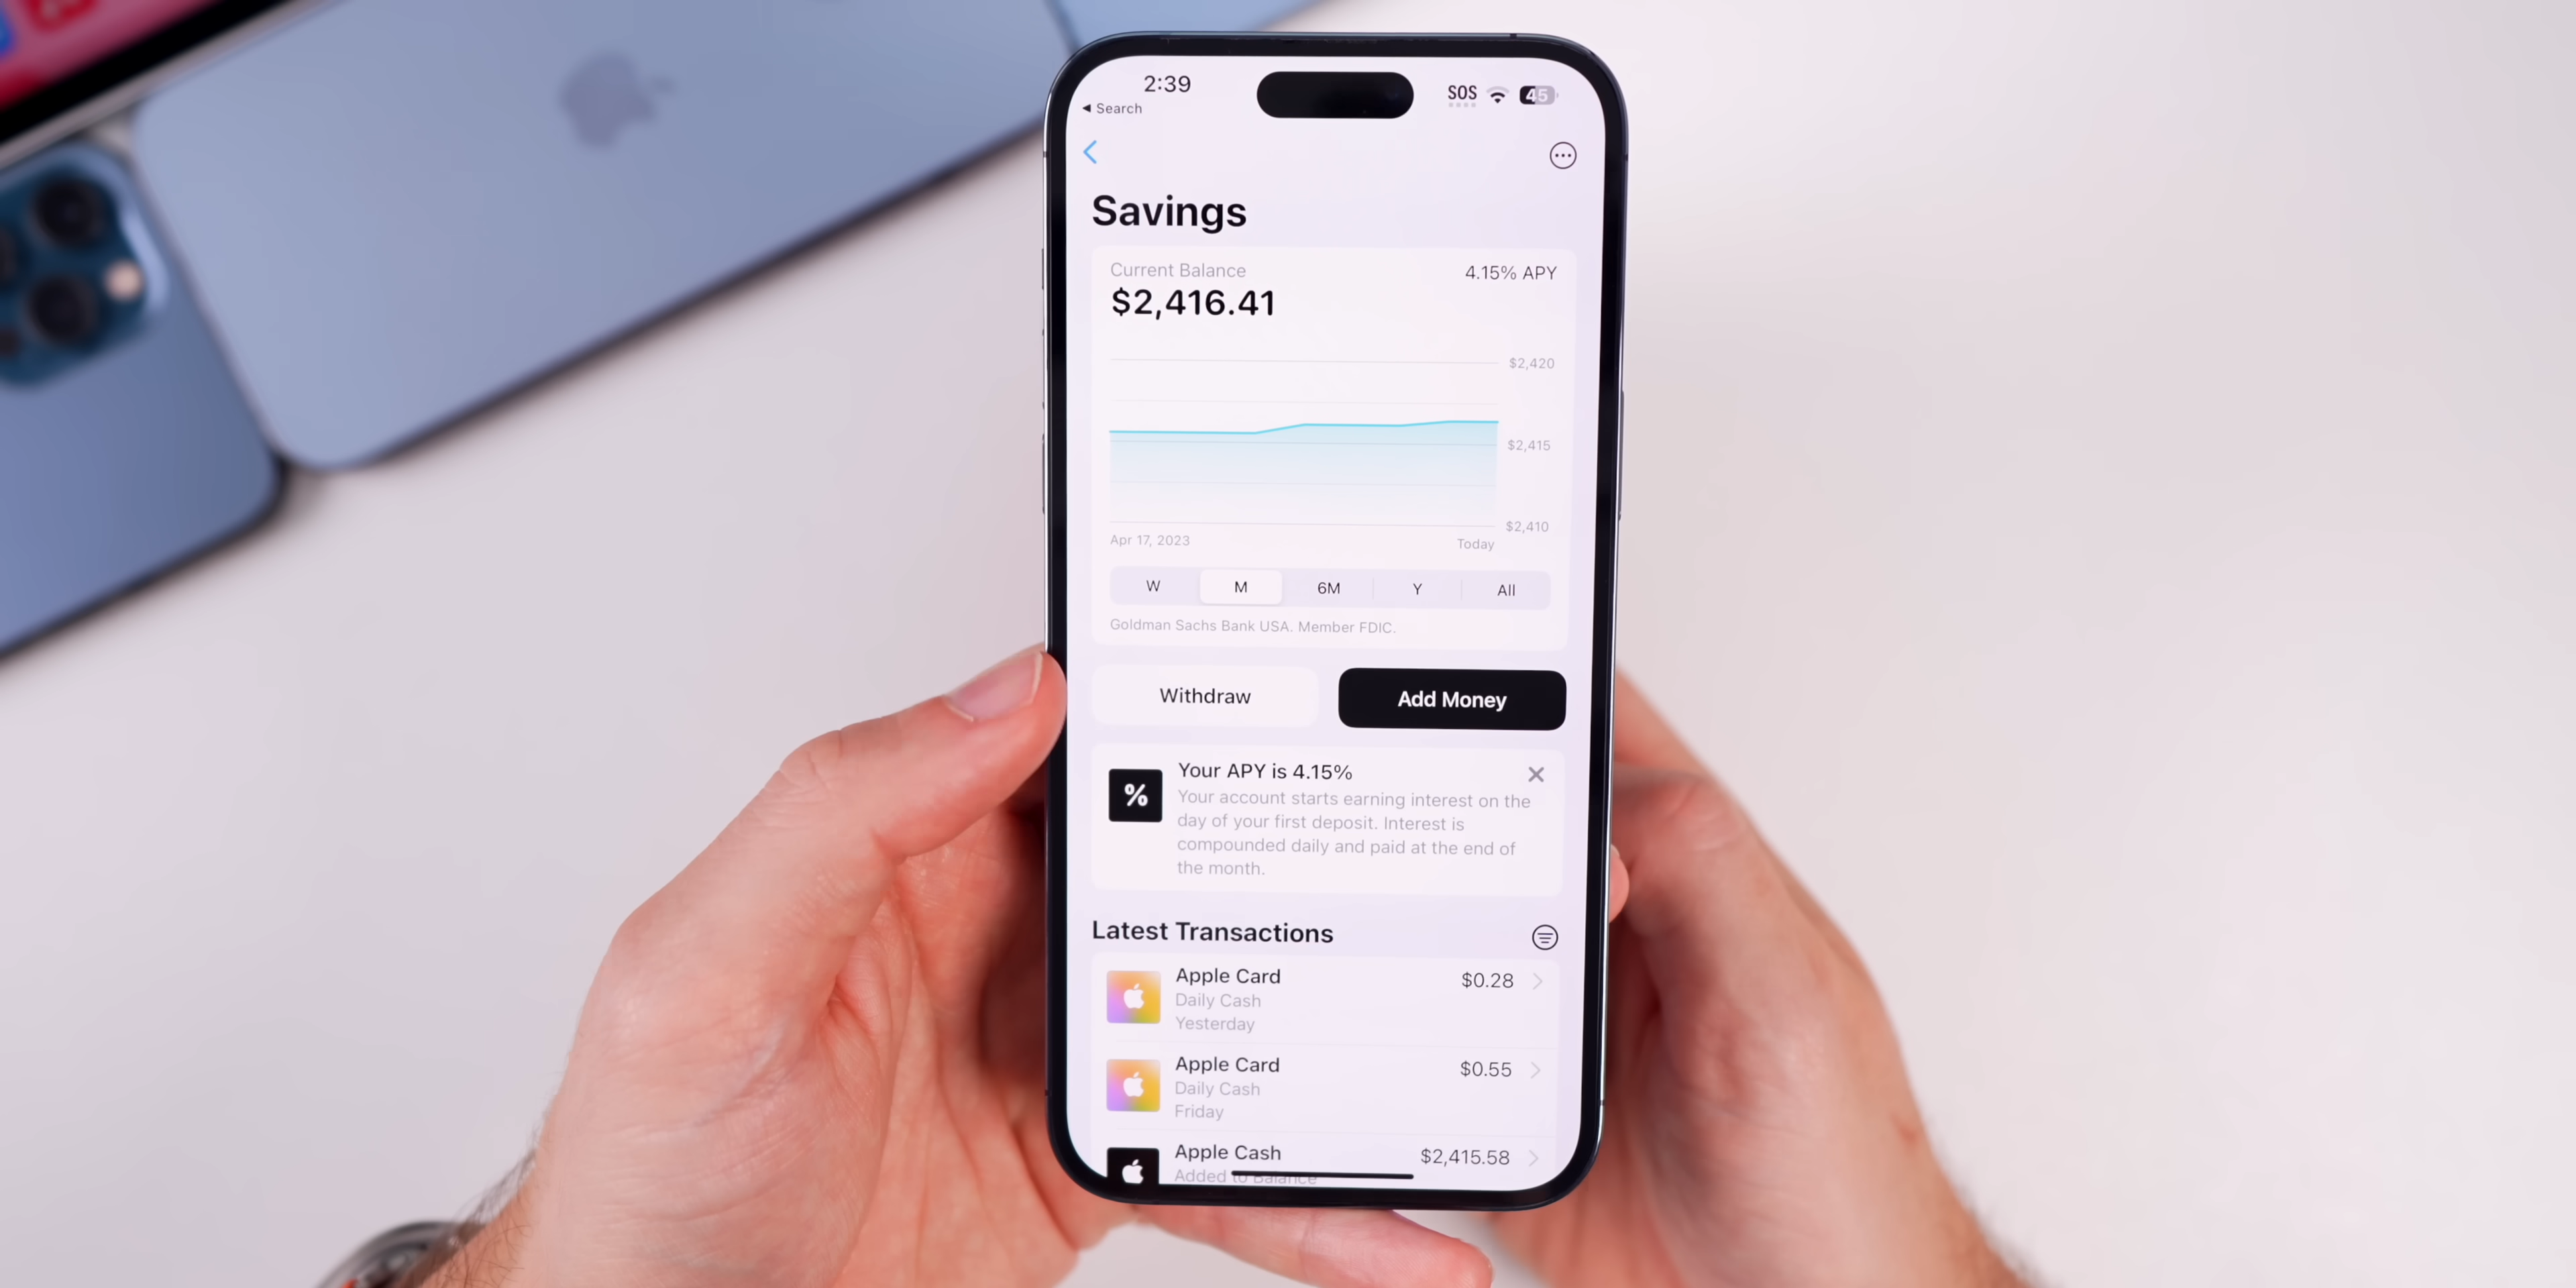 2:39
SOS
45
Search
Savings
Current Balance
4.15% APY
$2,416.41
$2,420
$2,415
$2,410
Apr 17, 2023
Today
W M 6M Y All
Goldman Sachs Bank USA. Member FDIC.
Withdraw
Add Money
%
Your APY is 4.15%
Your account starts earning interest on the
day of your first deposit. Interest is
compounded daily and paid at the end of
the month.
Latest Transactions
Apple Card
$0.28
Daily Cash
Yesterday
Apple Card
$0.55
Daily Cash
Friday
Apple Cash
$2,415.58
Added to Balance